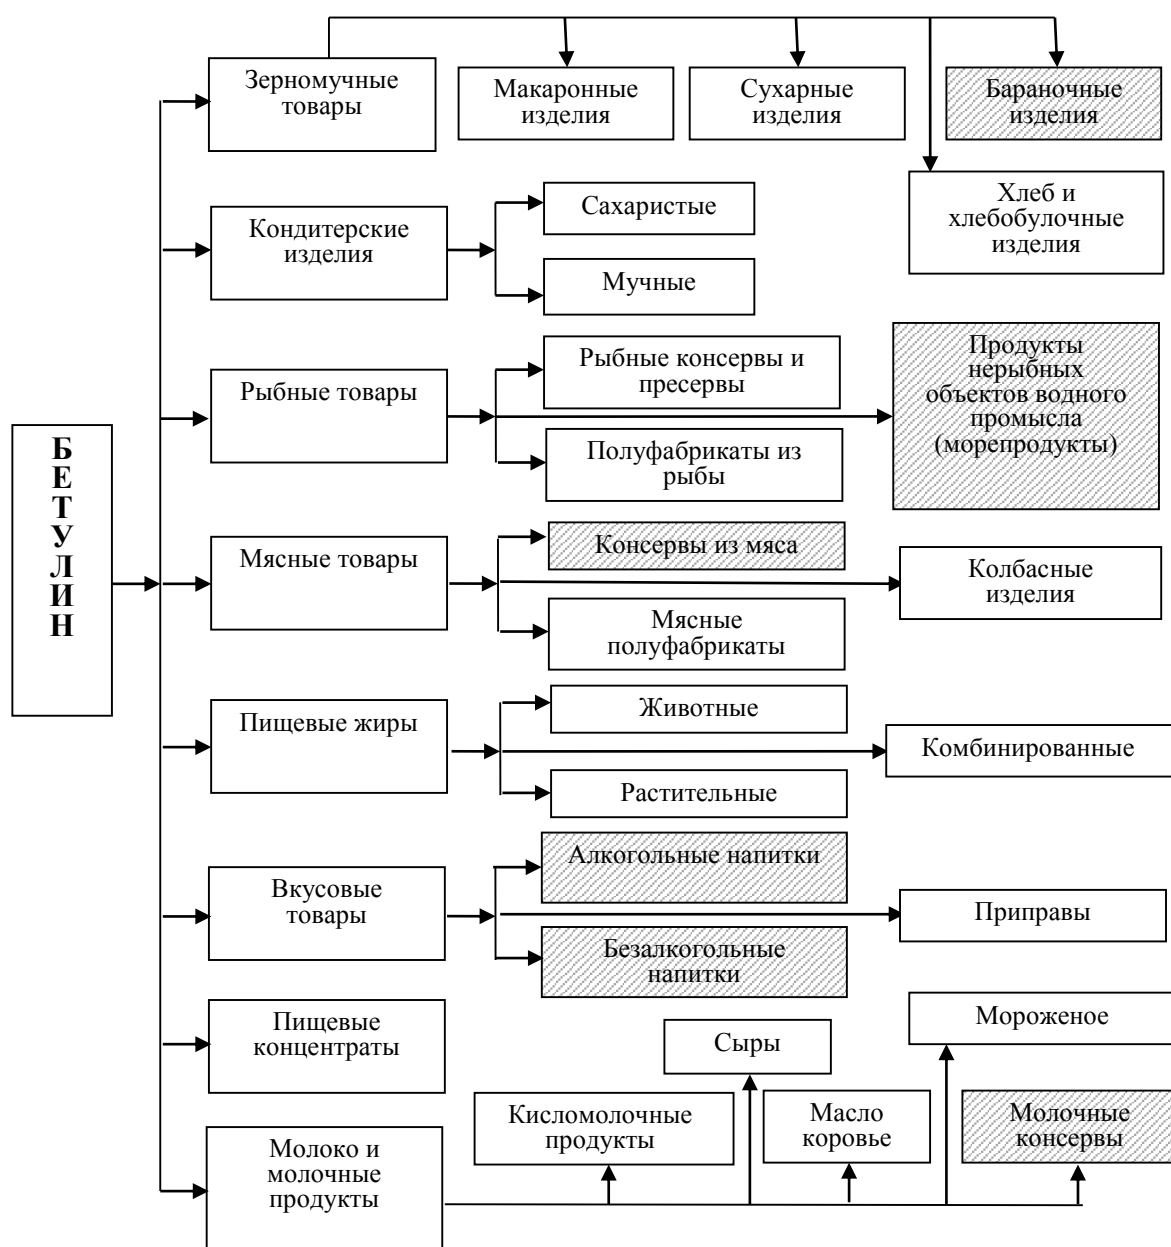 Зерномучные
товары
Макаронные
изделия
Сухарные
изделия
Бараночные
изделия
Хлеб и
хлебобулочные
изделия
Кондитерские
изделия
Сахаристые
Мучные
Рыбные товары
Рыбные консервы и
пресервы
Полуфабрикаты из
рыбы
Продукты
нерыбных
объектов водного
промысла
(морепродукты)
БЕТУЛИН
Мясные товары
Консервы из мяса
Мясные
полуфабрикаты
Колбасные
изделия
Пищевые жиры
Животные
Растительные
Комбинированные
Вкусовые
товары
Алкогольные напитки
Безалкогольные
напитки
Приправы
Пищевые
концентраты
Молоко и
молочные
продукты
Кисломолочные
продукты
Сыры
Масло
коровье
Мороженое
Молочные
консервы